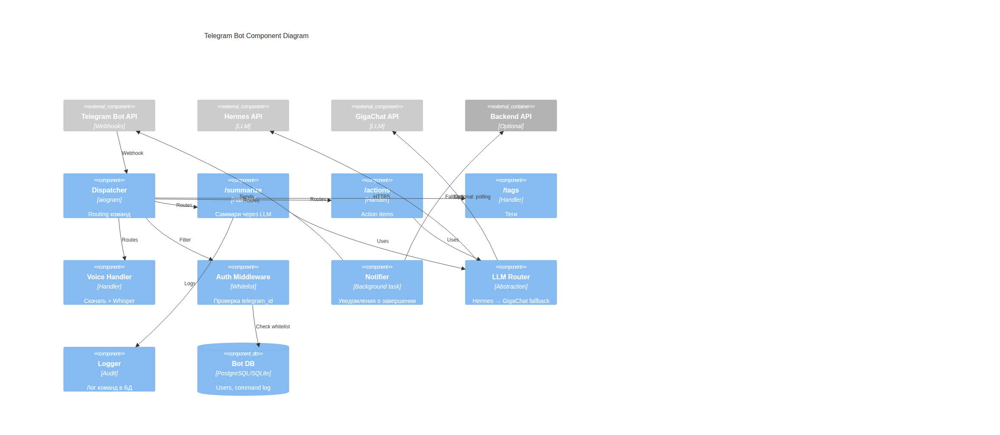 Telegram Bot Component Diagram
<<external_component>>
Telegram Bot API
[Webhooks]
<<external_component>>
Hermes API
[LLM]
<<external_component>>
GigaChat API
[LLM]
<<external_container>>
Backend API
[Optional]
Webhook
<<component>>
Dispatcher
[aiogram]
Routing команд
<<component>>
/summarize
[Handler]
Саммари через LLM
<<component>>
/actions
[Handler]
Action items
<<component>>
/tags
[Handler]
Теги
Sends
Routes
Routes
Routes
HTTPS
Fallback
Optional: polling
Routes
Filter
Uses
Uses
<<component>>
Voice Handler
[Handler]
Скачать + Whisper
<<component>>
Auth Middleware
[Whitelist]
Проверка telegram_id
<<component>>
Notifier
[Background task]
Уведомления о завершении
<<component>>
LLM Router
[Abstraction]
Hermes → GigaChat fallback
Logs
Check whitelist
<<component>>
Logger
[Audit]
Лог команд в БД
<<component_db>>
Bot DB
[PostgreSQL/SQLite]
Users, command log